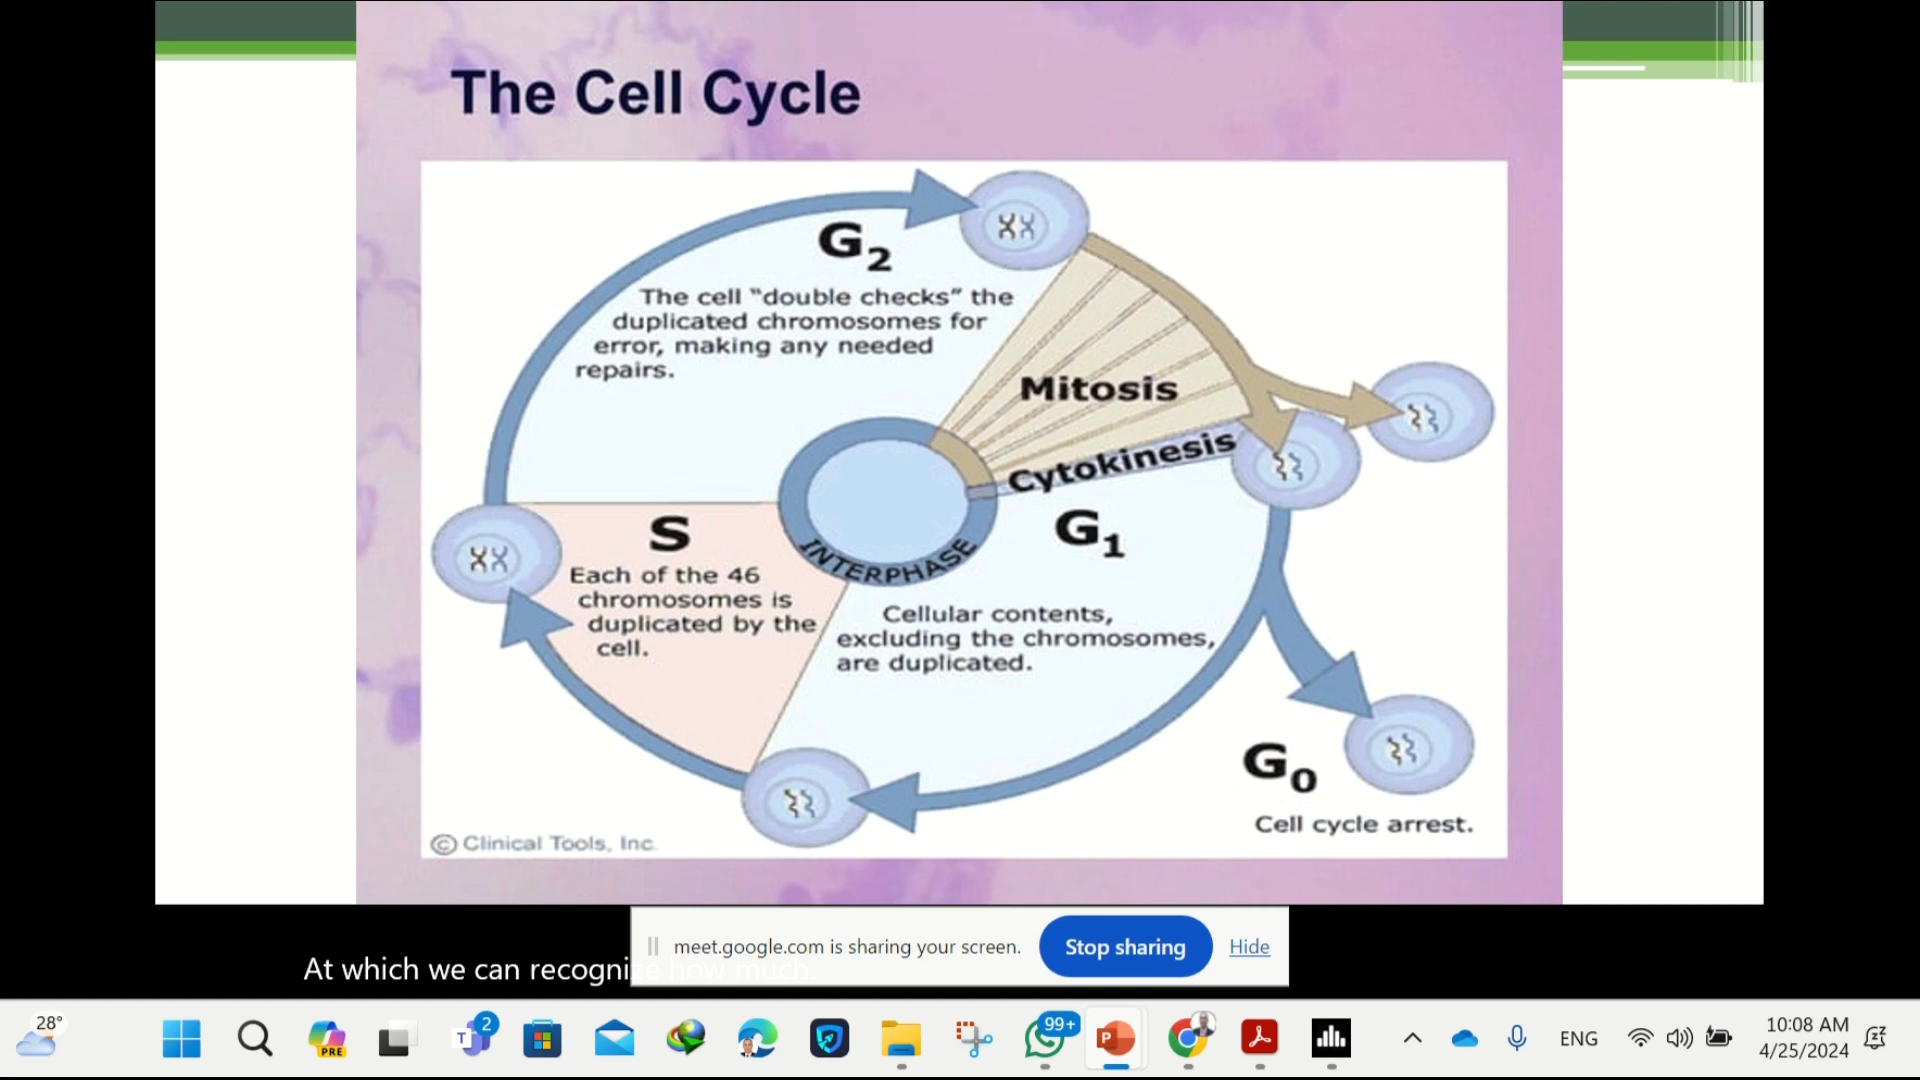 The Cell Cycle
G2
The cell “double checks” the
duplicated chromosomes for
error, making any needed
repairs.
Mitosis
Cytokinesis
S
Each of the 46
chromosomes is
duplicated by the
cell.
INTERPHASE
G1
Cellular contents,
excluding the chromosomes,
are duplicated.
G0
Cell cycle arrest.
© Clinical Tools, Inc.
At which we can recognize how much.
meet.google.com is sharing your screen.
Stop sharing
Hide
28°
PRE
2
99+
ENG
10:08 AM
4/25/2024